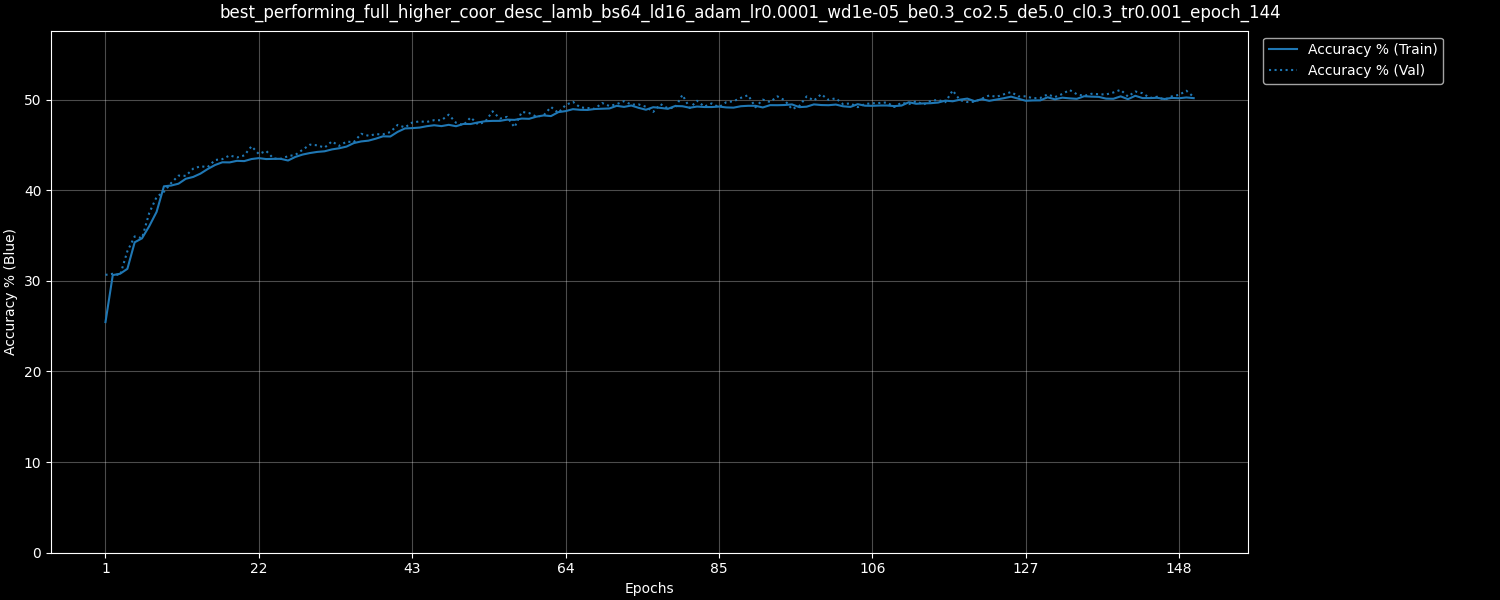 best_performing_full_higher_coor_desc_lamb_bs64_ld16_adam_lr0.0001_wd1e-05_be0.3_co2.5_de5.0_cl0.3_tr0.001_epoch_144
Accuracy % (Train)
Accuracy % (Val)
Accuracy % (Blue)
50
40
30
20
10
0
1 22 43 64 85 106 127 148
Epochs